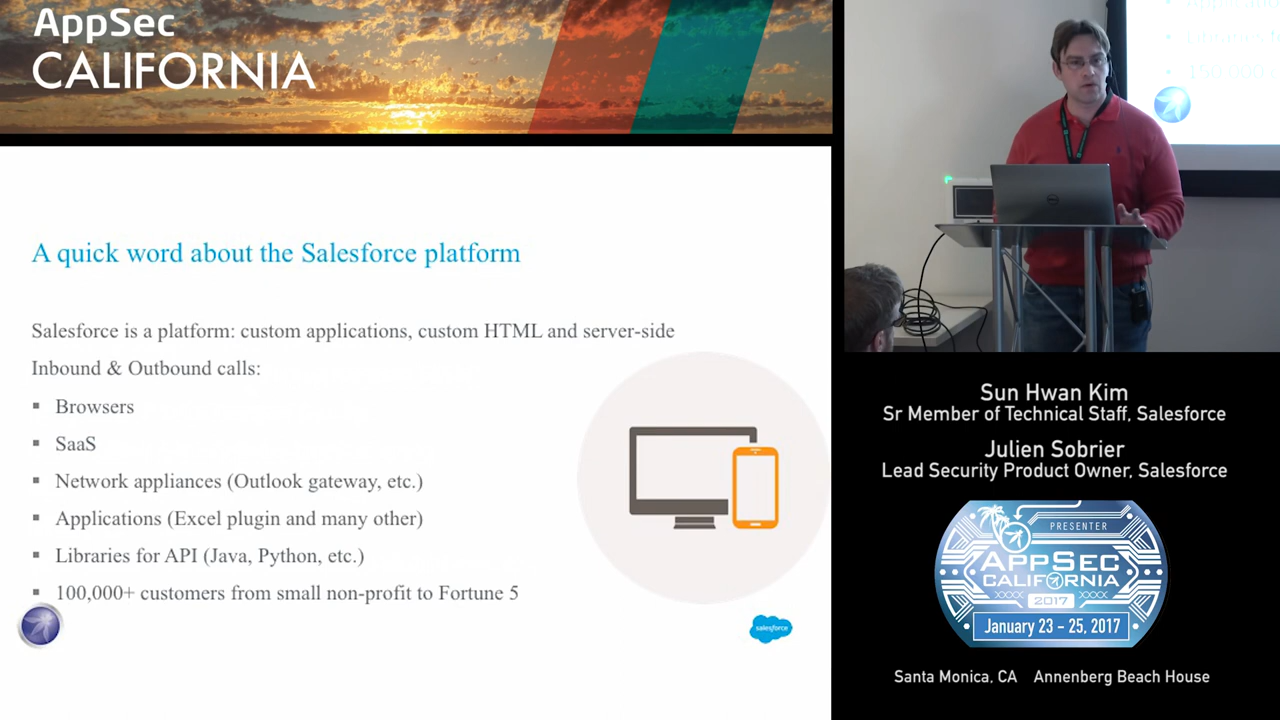 AppSec
CALIFORNIA
A quick word about the Salesforce platform
Salesforce is a platform: custom applications, custom HTML and server-side
Inbound & Outbound calls:
▪ Browsers
▪ SaaS
▪ Network appliances (Outlook gateway, etc.)
▪ Applications (Excel plugin and many other)
▪ Libraries for API (Java, Python, etc.)
▪ 100,000+ customers from small non-profit to Fortune 5
salesforce
Sun Hwan Kim
Sr Member of Technical Staff, Salesforce
Julien Sobrier
Lead Security Product Owner, Salesforce
PRESENTER
APPSEC
CALIFORNIA
2017
January 23 - 25, 2017
Santa Monica, CA Annenberg Beach House